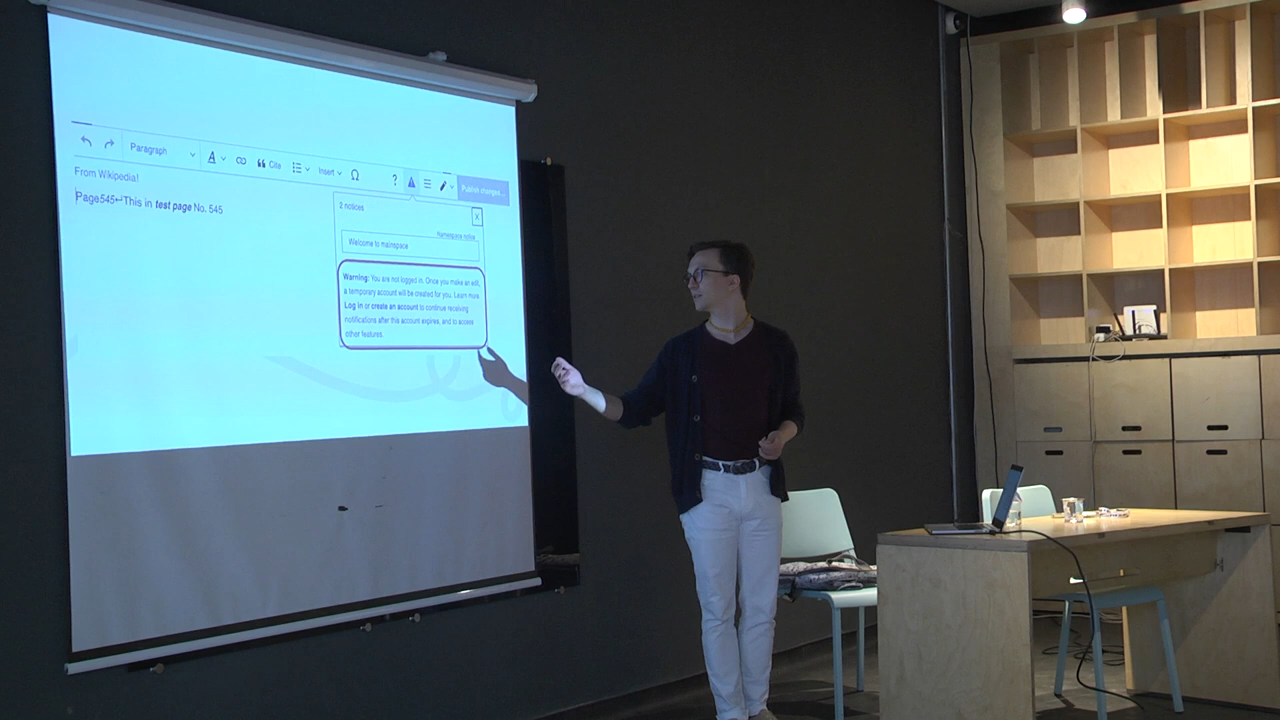 Paragraph A Cite Insert Ω ? Publish changes...
From Wikipedia!
Page545↵This in test page No. 545
2 notices X
Namespace notice
Welcome to mainspace
Warning: You are not logged in. Once you make an edit,
a temporary account will be created for you. Learn more.
Log in or create an account to continue receiving
notifications after this account expires, and to access
other features.